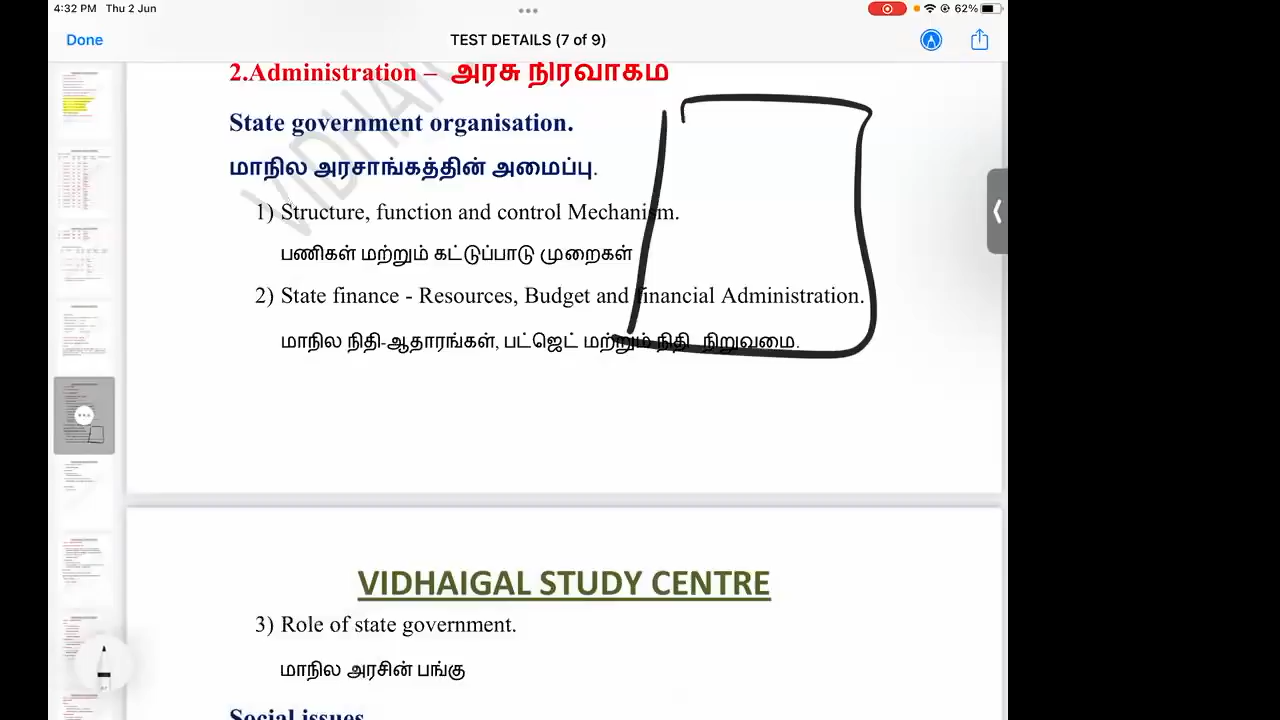 4:32 PM Thu 2 Jun
62%
Done
TEST DETAILS (7 of 9)
2.Administration – அரசு நிர்வாகம்
State government organisation.
மாநில அரசாங்கத்தின் அமைப்பு.
1) Structure, function and control Mechanism.
பணிகள் மற்றும் கட்டுப்பாடு முறைகள்
2) State finance - Resources, Budget and financial Administration.
மாநில நிதி-ஆதாரங்கள், பட்ஜெட் மற்றும் நிதி நிறுவமை.
VIDHAIGAL STUDY CENTRE
3) Role of state government
மாநில அரசின் பங்கு
Social issues